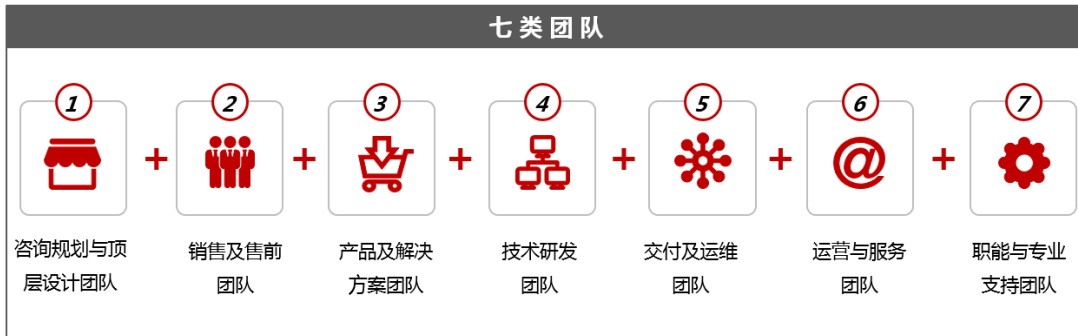 七类团队
1
2
3
4
5
6
7
+ + + + + +
@
咨询规划与顶
层设计团队
销售及售前
团队
产品及解决
方案团队
技术研发
团队
交付及运维
团队
运营与服务
团队
职能与专业
支持团队